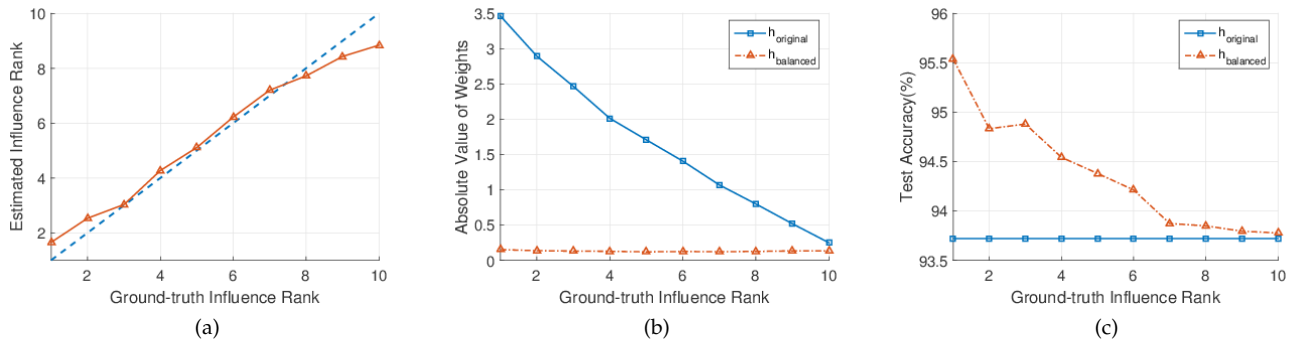 10
8
6
4
2
2
4
6
8
10
Estimated Influence Rank
Ground-truth Influence Rank
(a)
3.5
3
2.5
2
1.5
1
0.5
0
2
4
6
8
10
Absolute Value of Weights
Ground-truth Influence Rank
h_original
h_balanced
(b)
96
95.5
95
94.5
94
93.5
2
4
6
8
10
Test Accuracy(%)
Ground-truth Influence Rank
h_original
h_balanced
(c)